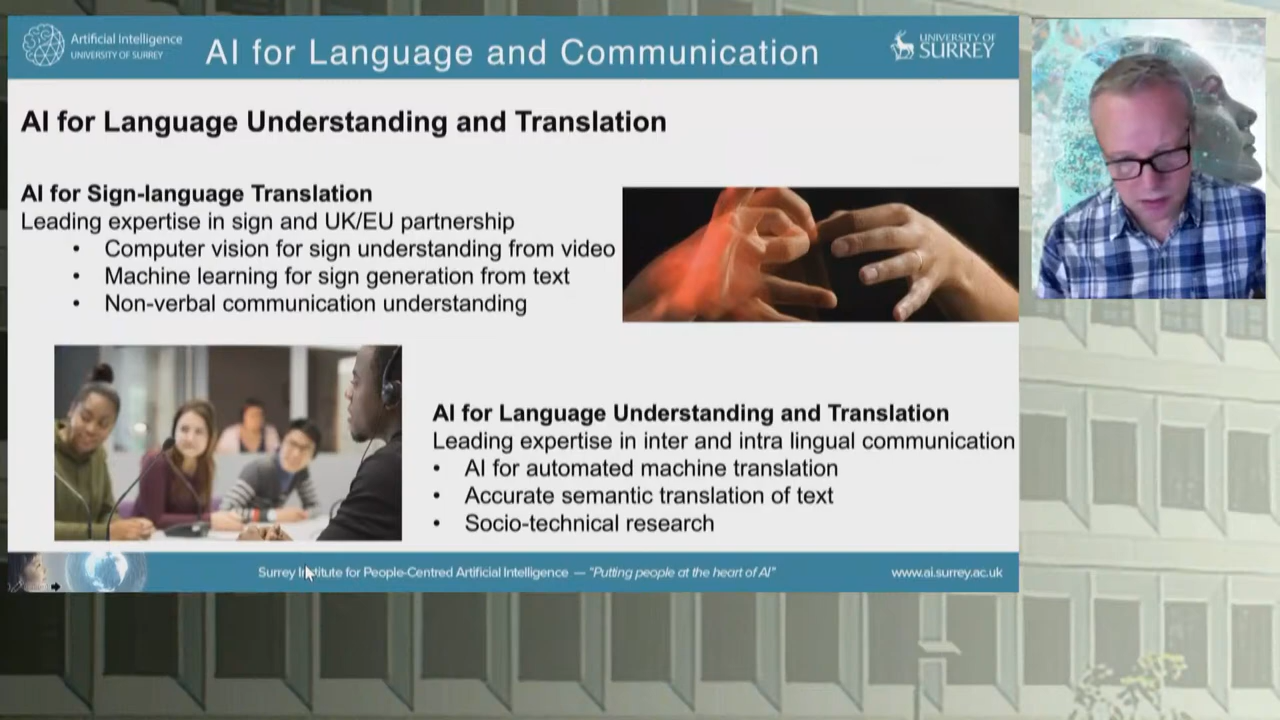 Artificial Intelligence
UNIVERSITY OF SURREY
AI for Language and Communication
UNIVERSITY OF
SURREY
AI for Language Understanding and Translation
AI for Sign-language Translation
Leading expertise in sign and UK/EU partnership
• Computer vision for sign understanding from video
• Machine learning for sign generation from text
• Non-verbal communication understanding
AI for Language Understanding and Translation
Leading expertise in inter and intra lingual communication
• AI for automated machine translation
• Accurate semantic translation of text
• Socio-technical research
Surrey Institute for People-Centred Artificial Intelligence — "Putting people at the heart of AI"
www.ai.surrey.ac.uk